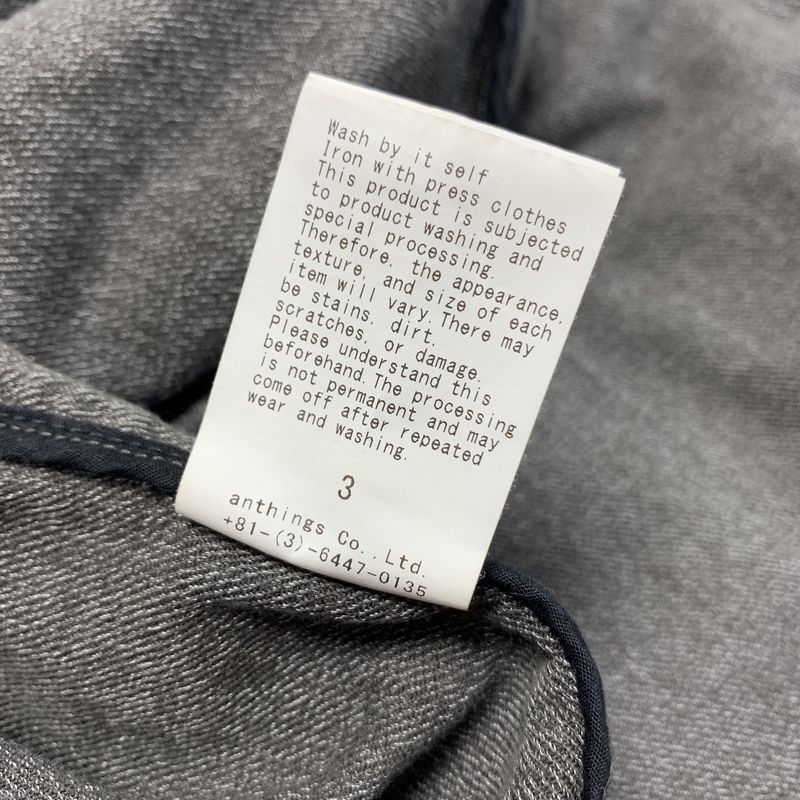 Wash by it self
Iron with press clothes
This product is subjected
to product washing and
special processing.
Therefore, the appearance,
texture, and size of each
item will vary. There may
be stains, dirt,
scratches, or damage.
Please understand this
beforehand. The processing
is not permanent and may
come off after repeated
wear and washing.
3
anthings Co.,Ltd.
+81-(3)-6447-0135